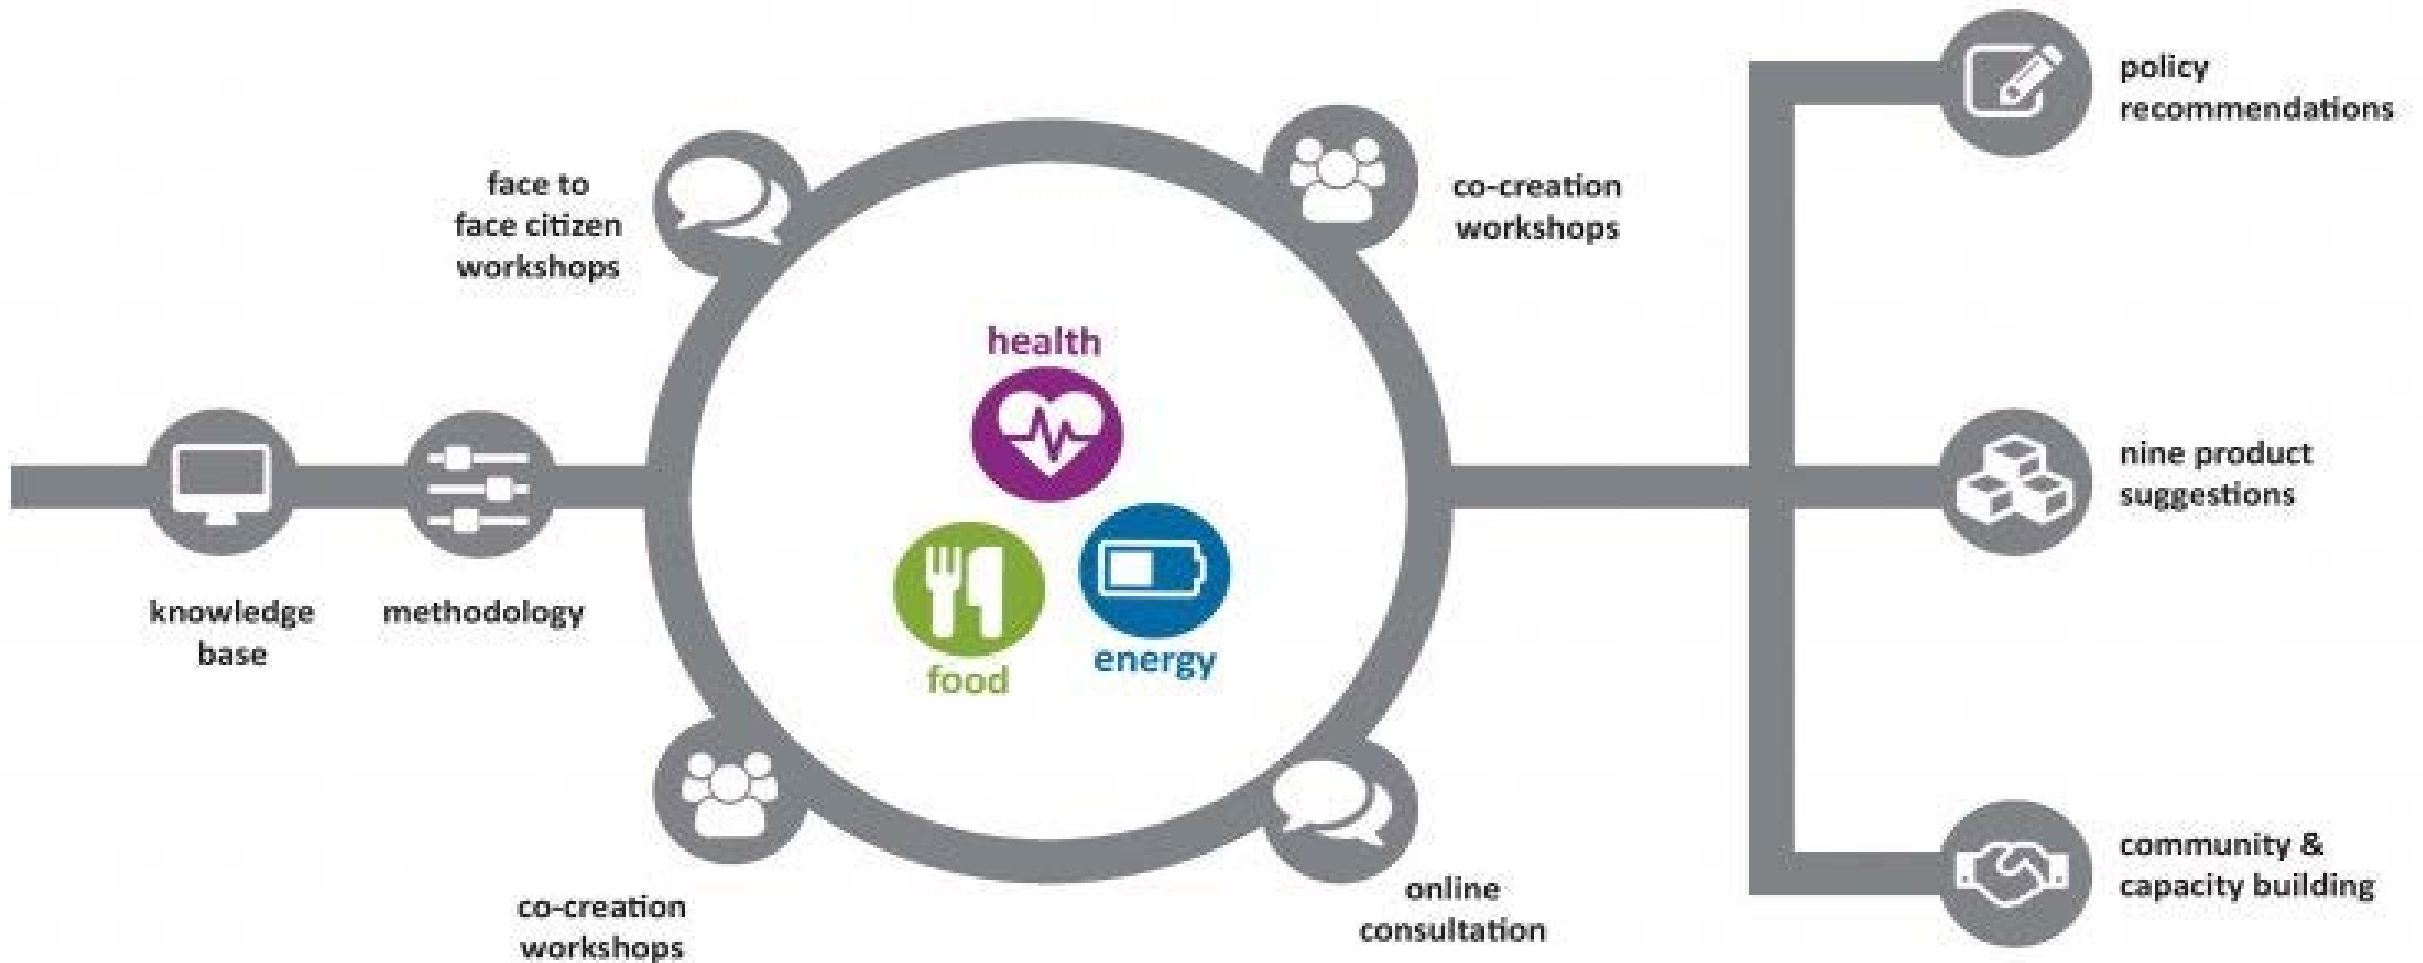 knowledge
base
methodology
face to
face citizen
workshops
co-creation
workshops
health
food
energy
co-creation
workshops
online
consultation
policy
recommendations
nine product
suggestions
community &
capacity building